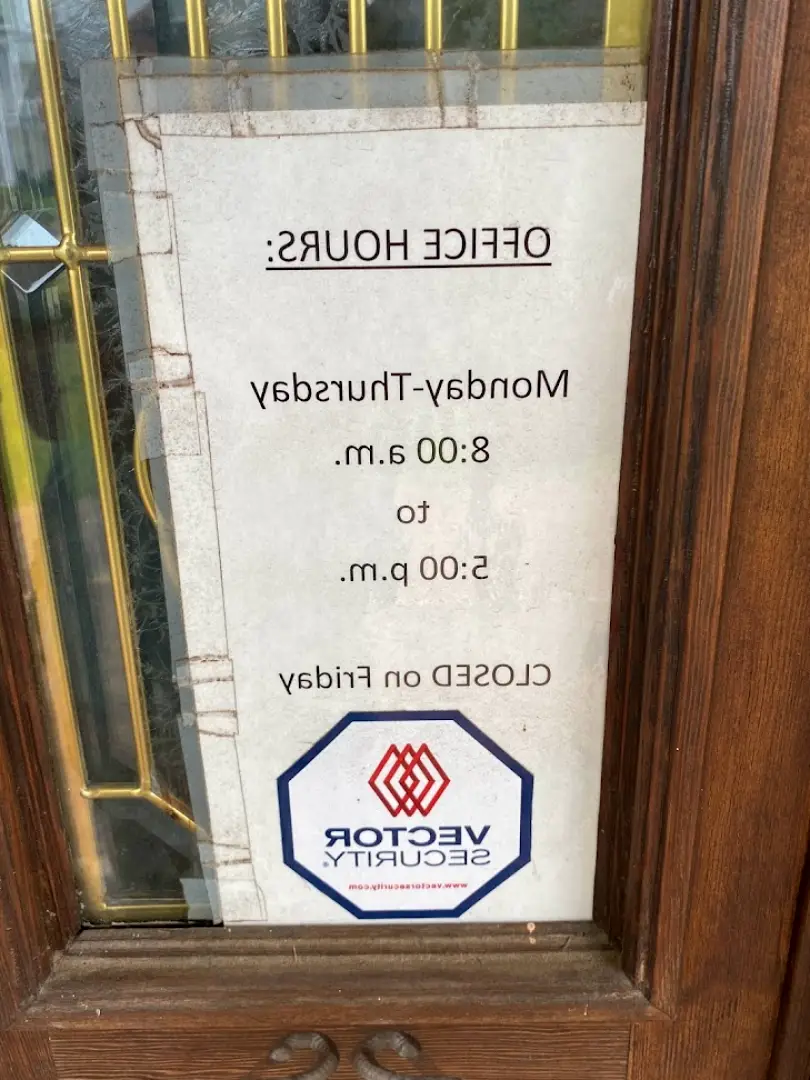 OFFICE HOURS:
Monday-Thursday
8:00 a.m.
to
5:00 p.m.
CLOSED on Friday
VECTOR
SECURITY®
www.vectorsecurity.com